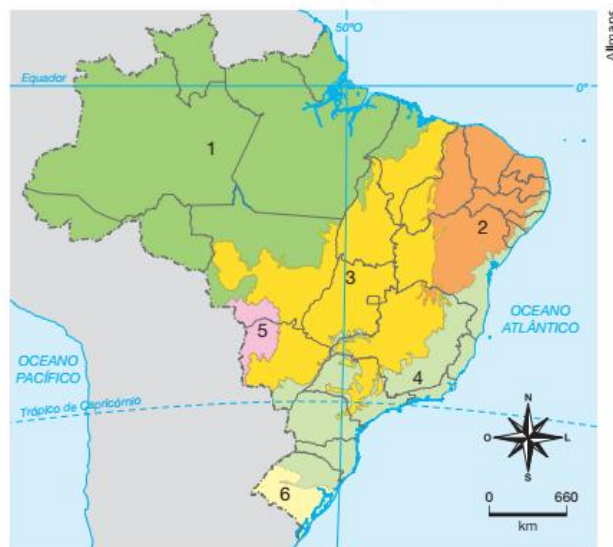 Allmaps
50°O
Equador
0°
1
2
3
5
OCEANO
ATLÂNTICO
OCEANO
PACÍFICO
4
Trópico de Capricórnio
N
O
L
S
6
0
660
km